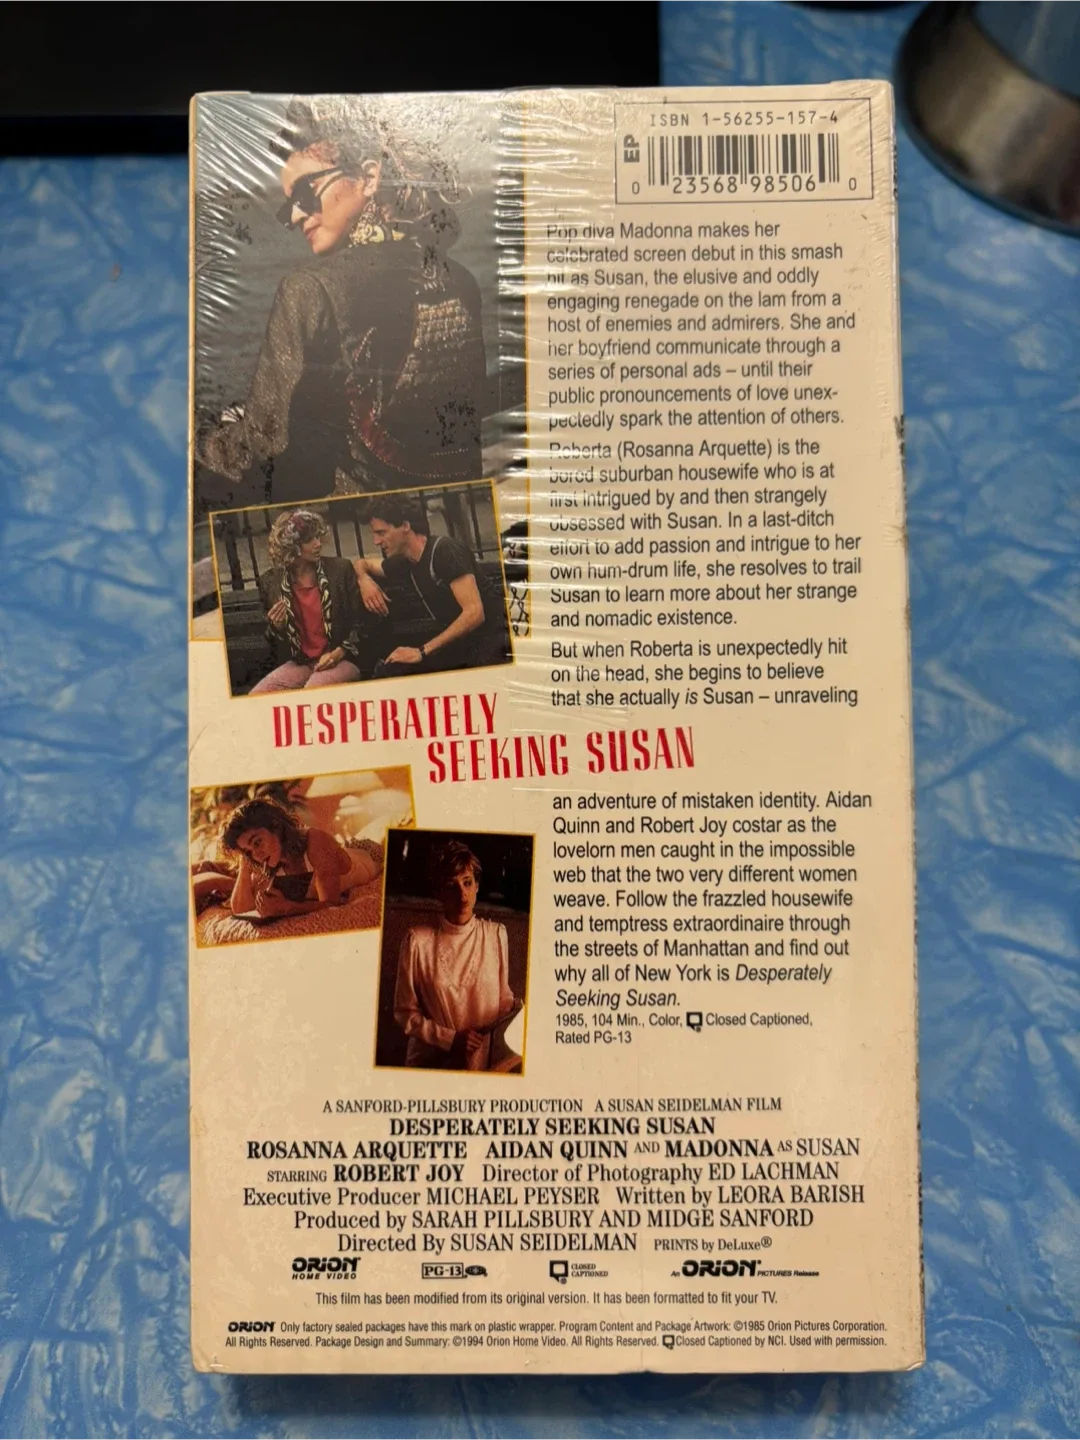 ISBN 1-56255-157-4
EP
0 23568 98506 0
Pop diva Madonna makes her
celebrated screen debut in this smash
hit as Susan, the elusive and oddly
engaging renegade on the lam from a
host of enemies and admirers. She and
her boyfriend communicate through a
series of personal ads – until their
public pronouncements of love unex-
pectedly spark the attention of others.
Roberta (Rosanna Arquette) is the
bored suburban housewife who is at
first intrigued by and then strangely
obsessed with Susan. In a last-ditch
effort to add passion and intrigue to her
own hum-drum life, she resolves to trail
Susan to learn more about her strange
and nomadic existence.
But when Roberta is unexpectedly hit
on the head, she begins to believe
that she actually is Susan – unraveling
DESPERATELY
SEEKING SUSAN
an adventure of mistaken identity. Aidan
Quinn and Robert Joy costar as the
lovelorn men caught in the impossible
web that the two very different women
weave. Follow the frazzled housewife
and temptress extraordinaire through
the streets of Manhattan and find out
why all of New York is Desperately
Seeking Susan.
1985, 104 Min., Color, Closed Captioned,
Rated PG-13
A SANFORD-PILLSBURY PRODUCTION A SUSAN SEIDELMAN FILM
DESPERATELY SEEKING SUSAN
ROSANNA ARQUETTE AIDAN QUINN AND MADONNA AS SUSAN
STARRING ROBERT JOY Director of Photography ED LACHMAN
Executive Producer MICHAEL PEYSER Written by LEORA BARISH
Produced by SARAH PILLSBURY AND MIDGE SANFORD
Directed By SUSAN SEIDELMAN PRINTS by DeLuxe®
ORION HOME VIDEO PG-13 CLOSED CAPTIONED An ORION PICTURES Release
This film has been modified from its original version. It has been formatted to fit your TV.
ORION Only factory sealed packages have this mark on plastic wrapper. Program Content and Package Artwork: ©1985 Orion Pictures Corporation.
All Rights Reserved. Package Design and Summary: ©1994 Orion Home Video. All Rights Reserved. Closed Captioned by NCI. Used with permission.